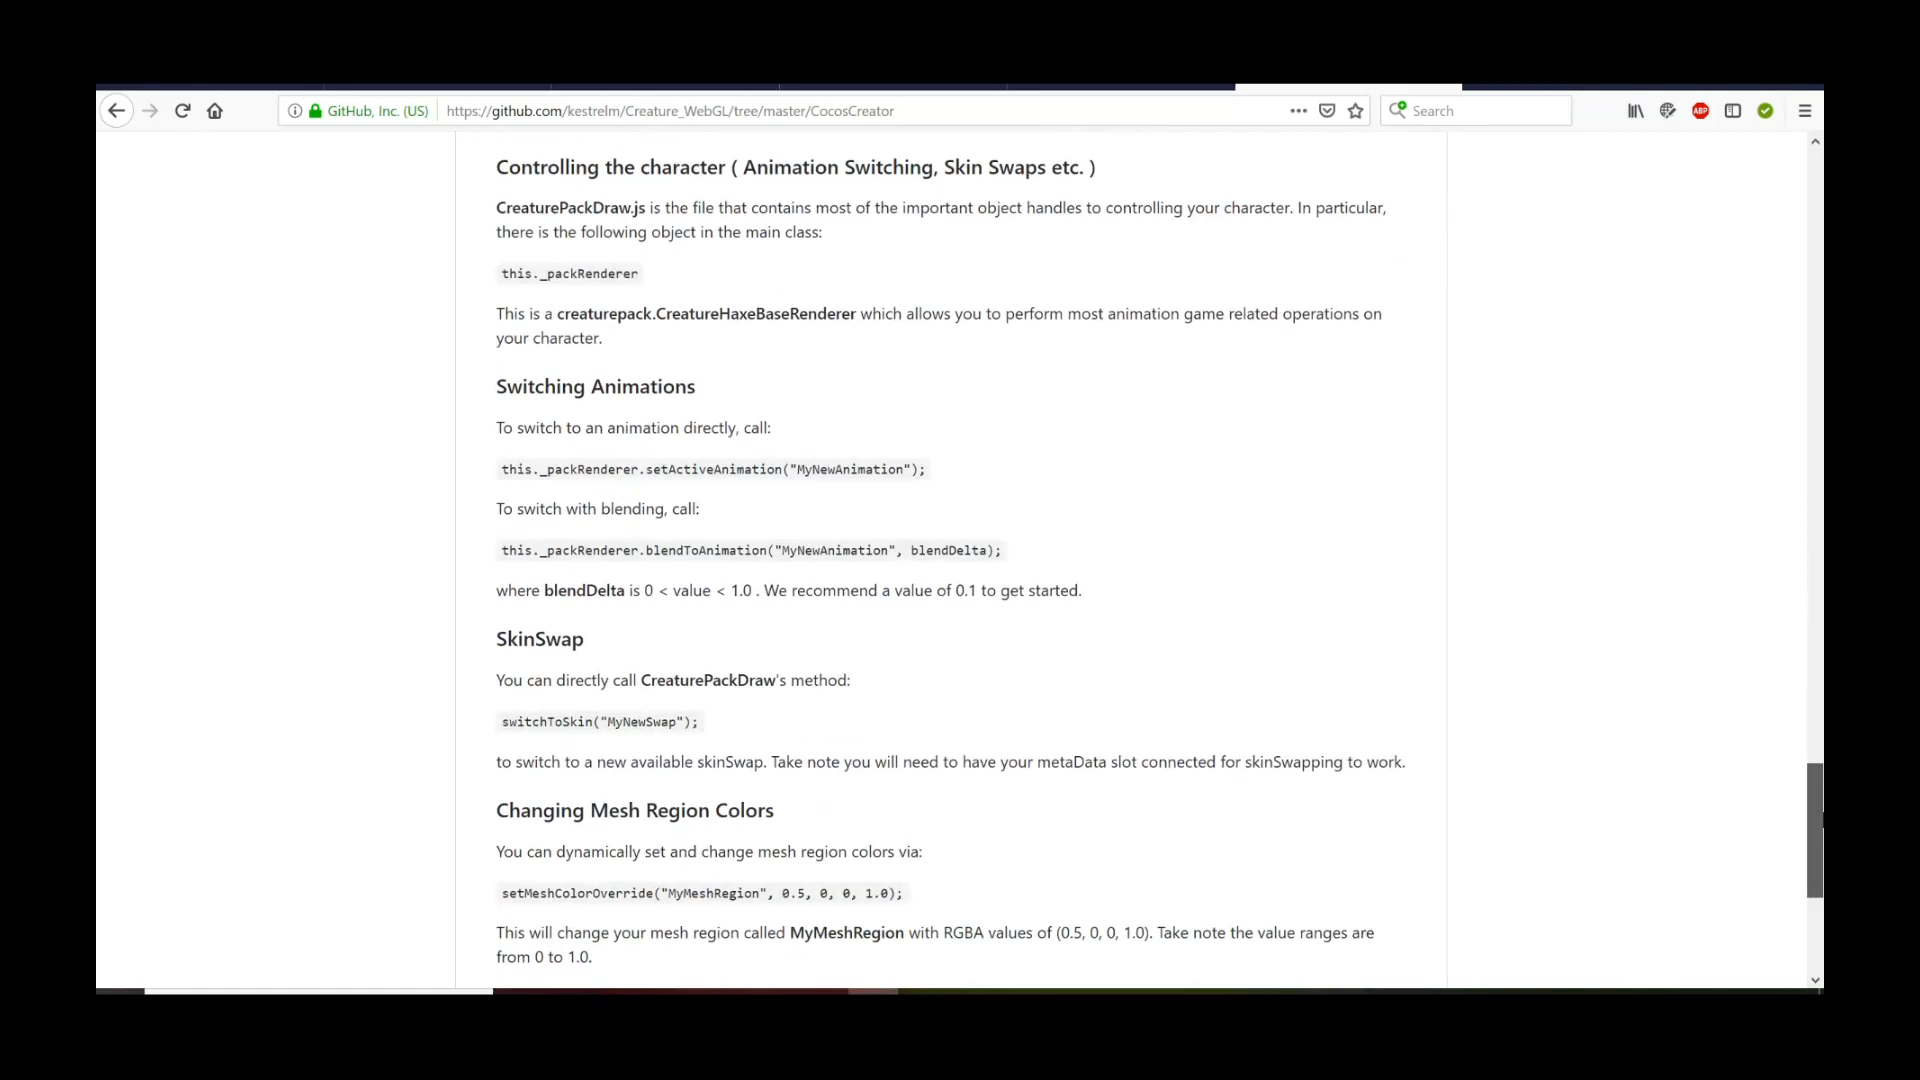 GitHub, Inc. (US) https://github.com/kestrelm/Creature_WebGL/tree/master/CocosCreator Search ABP
Controlling the character ( Animation Switching, Skin Swaps etc. )
CreaturePackDraw.js is the file that contains most of the important object handles to controlling your character. In particular,
there is the following object in the main class:
this._packRenderer
This is a creaturepack.CreatureHaxeBaseRenderer which allows you to perform most animation game related operations on
your character.
Switching Animations
To switch to an animation directly, call:
this._packRenderer.setActiveAnimation("MyNewAnimation");
To switch with blending, call:
this._packRenderer.blendToAnimation("MyNewAnimation", blendDelta);
where blendDelta is 0 < value < 1.0 . We recommend a value of 0.1 to get started.
SkinSwap
You can directly call CreaturePackDraw's method:
switchToSkin("MyNewSwap");
to switch to a new available skinSwap. Take note you will need to have your metaData slot connected for skinSwapping to work.
Changing Mesh Region Colors
You can dynamically set and change mesh region colors via:
setMeshColorOverride("MyMeshRegion", 0.5, 0, 0, 1.0);
This will change your mesh region called MyMeshRegion with RGBA values of (0.5, 0, 0, 1.0). Take note the value ranges are
from 0 to 1.0.